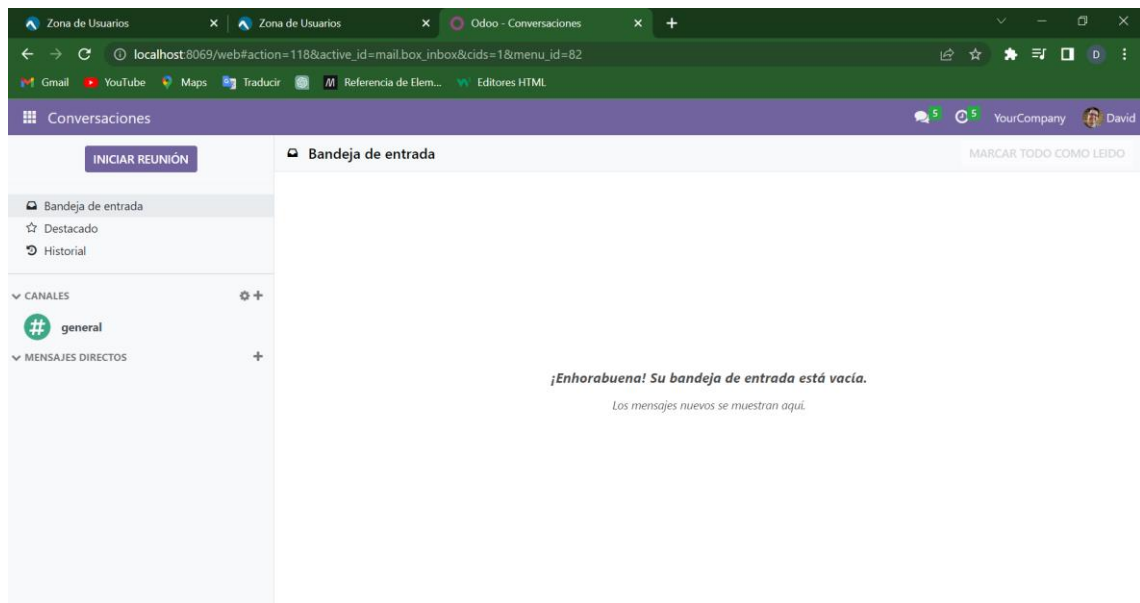 Zona de Usuarios Zona de Usuarios Odoo - Conversaciones
localhost:8069/web#action=118&active_id=mail.box_inbox&cids=1&menu_id=82 D
Gmail YouTube Maps Traducir M Referencia de Elem... Editores HTML
Conversaciones 5 5 YourCompany David
INICIAR REUNIÓN Bandeja de entrada MARCAR TODO COMO LEIDO
Bandeja de entrada
Destacado
Historial
CANALES
# general
MENSAJES DIRECTOS
¡Enhorabuena! Su bandeja de entrada está vacía.
Los mensajes nuevos se muestran aquí.